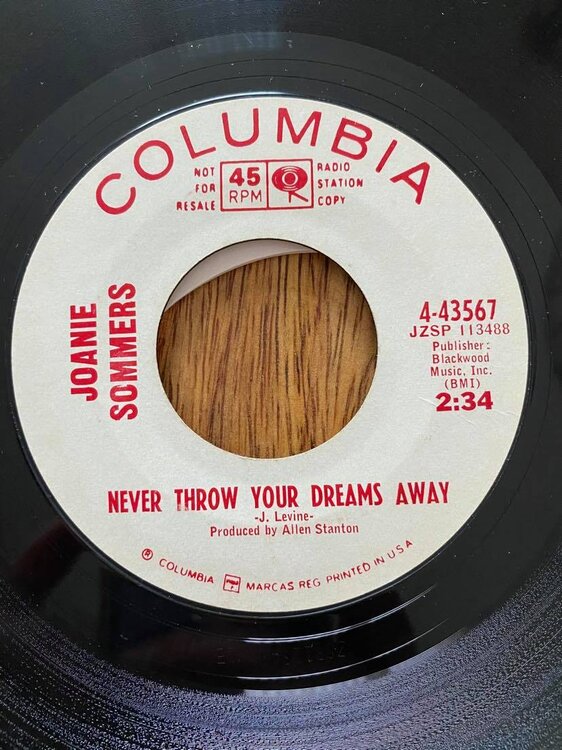 COLUMBIA
NOT
FOR
RESALE
45
RPM
RADIO
STATION
COPY
JOANIE
SOMMERS
4-43567
JZSP 113488
Publisher:
Blackwood
Music, Inc.
(BMI)
2:34
NEVER THROW YOUR DREAMS AWAY
-J. Levine-
Produced by Allen Stanton
® COLUMBIA MARCAS REG PRINTED IN U S A